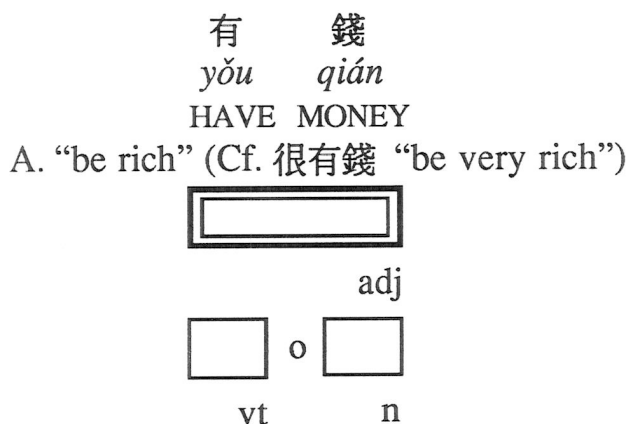 有 錢
yǒu qián
HAVE MONEY
A. “be rich” (Cf. 很有錢 “be very rich”)
adj
o
vt n